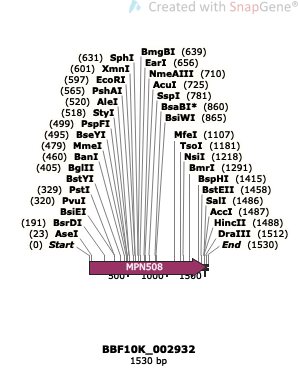 Created with SnapGene®
(631) SphI
(601) XmnI
(597) EcoRI
(565) PshAI
(520) AleI
(518) StyI
(499) PspFI
(495) BseYI
(479) MmeI
(460) BanI
(405) BglII
BstYI
(329) PstI
(320) PvuI
BsiEI
(191) BsrDI
(23) AseI
(0) Start
BmgBI (639)
EarI (656)
NmeAIII (710)
AcuI (725)
SspI (781)
BsaBI* (860)
BsiWI (865)
MfeI (1107)
TsoI (1181)
NsiI (1218)
BmrI (1291)
BspHI (1415)
BstEII (1458)
SalI (1486)
AccI (1487)
HincII (1488)
DraIII (1512)
End (1530)
MPN508
500 1000 1500
BBF10K_002932
1530 bp